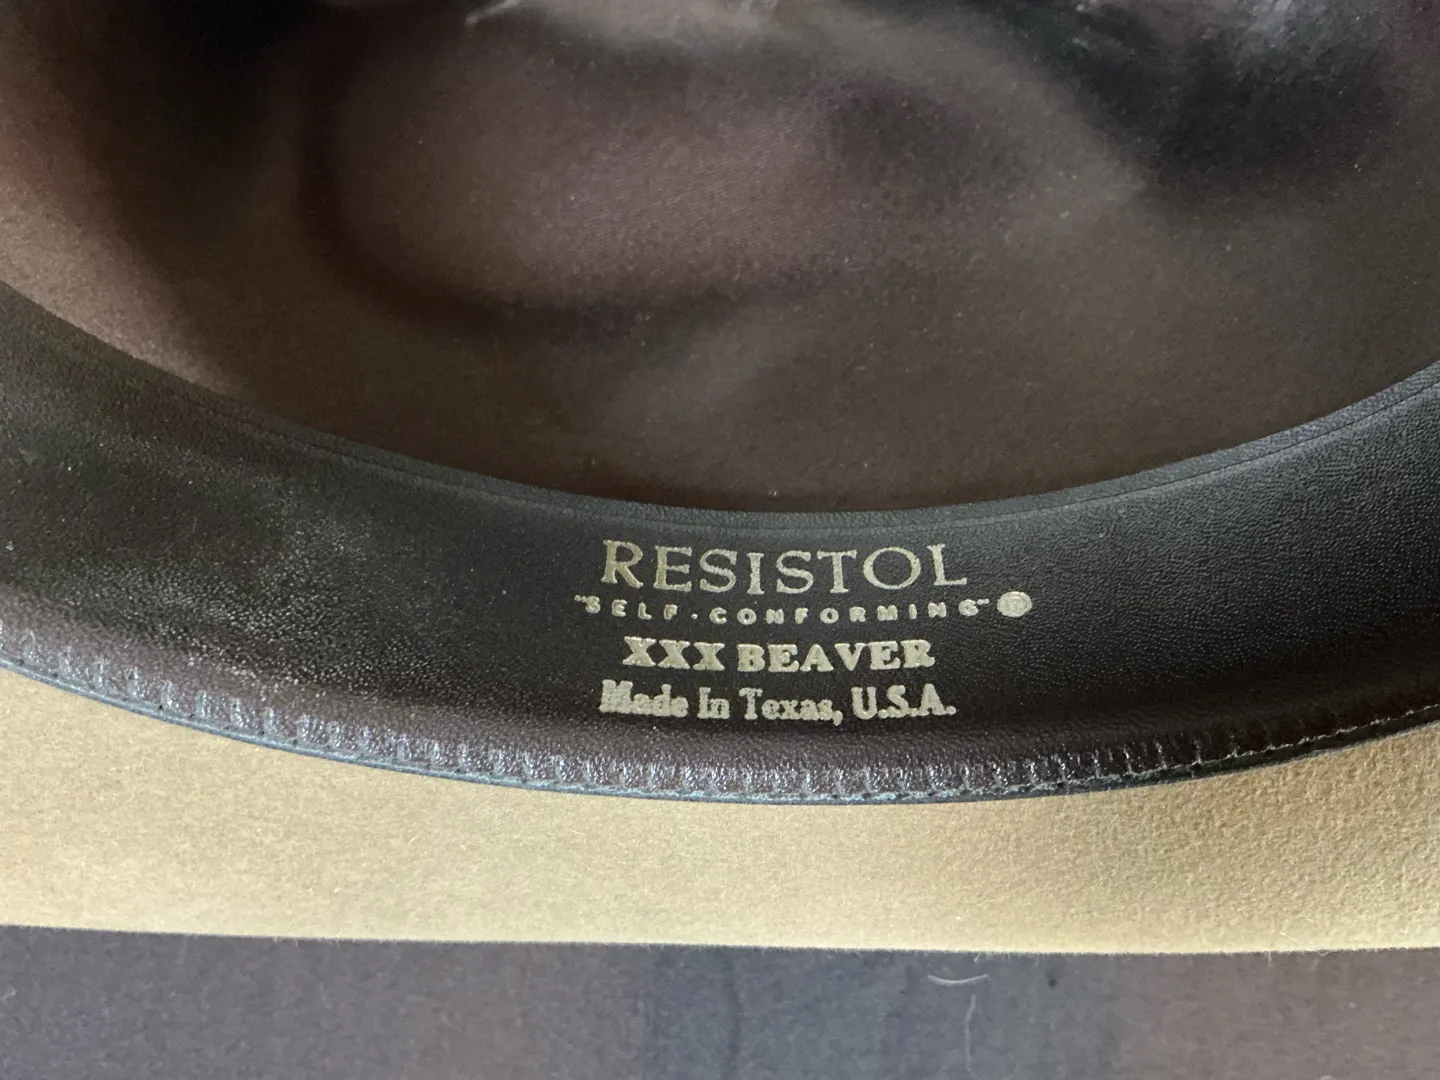 RESISTOL
"SELF-CONFORMING" ®
XXX BEAVER
Made In Texas, U.S.A.